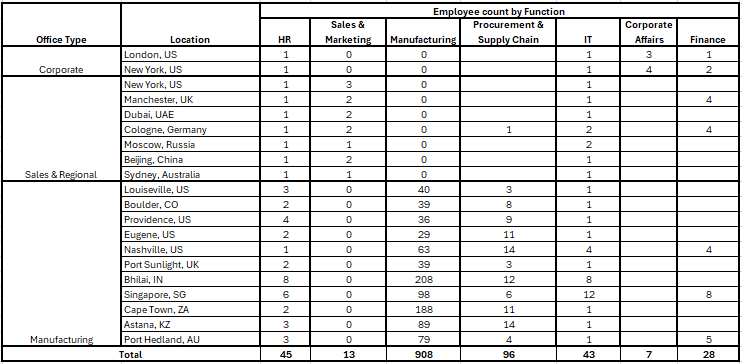 Employee count by Function
Office Type Location HR Sales & Marketing Manufacturing Procurement & Supply Chain IT Corporate Affairs Finance
London, US 1 0 0 1 3 1
Corporate New York, US 1 0 0 1 4 2
New York, US 1 3 0 1
Manchester, UK 1 2 0 1 4
Dubai, UAE 1 2 0 1
Cologne, Germany 1 2 0 1 2 4
Moscow, Russia 1 1 0 2
Beijing, China 1 2 0 1
Sales & Regional Sydney, Australia 1 1 0 1
Louiseville, US 3 0 40 3 1
Boulder, CO 2 0 39 8 1
Providence, US 4 0 36 9 1
Eugene, US 2 0 29 11 1
Nashville, US 1 0 63 14 4 4
Port Sunlight, UK 2 0 39 3 1
Bhilai, IN 8 0 208 12 8
Singapore, SG 6 0 98 6 12 8
Cape Town, ZA 2 0 188 11 1
Astana, KZ 3 0 89 14 1
Manufacturing Port Hedland, AU 3 0 79 4 1 5
Total 45 13 908 96 43 7 28